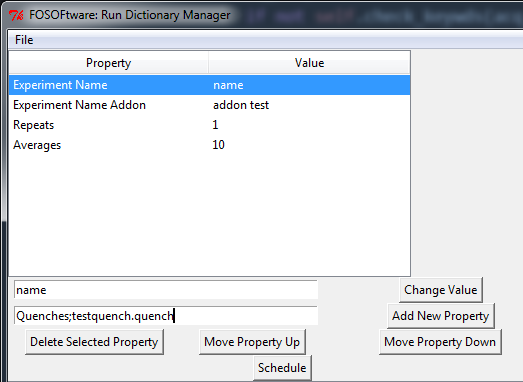 FOSOFtware: Run Dictionary Manager
File
Property Value
Experiment Name name
Experiment Name Addon addon test
Repeats 1
Averages 10
name Change Value
Quenches;testquench.quench Add New Property
Delete Selected Property Move Property Up Move Property Down
Schedule